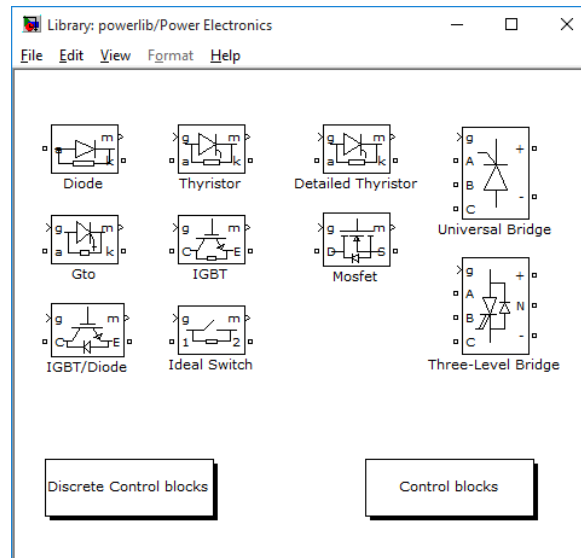 Library: powerlib/Power Electronics
File Edit View Format Help
a m k
Diode
g m a k
Thyristor
g m a k
Detailed Thyristor
g A B C + -
Universal Bridge
g m a k
Gto
g m C E
IGBT
g m D S
Mosfet
g A B C + N -
Three-Level Bridge
g m C E
IGBT/Diode
g m 1 2
Ideal Switch
Discrete Control blocks
Control blocks